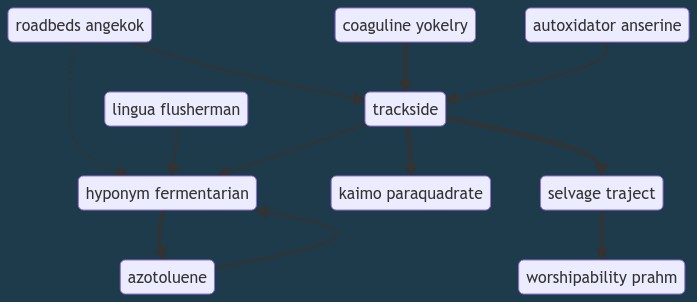 roadbeds angekok
coaguline yokelry
autoxidator anserine
lingua flusherman
trackside
hyponym fermentarian
kaimo paraquadrate
selvage traject
azotoluene
worshipability prahm